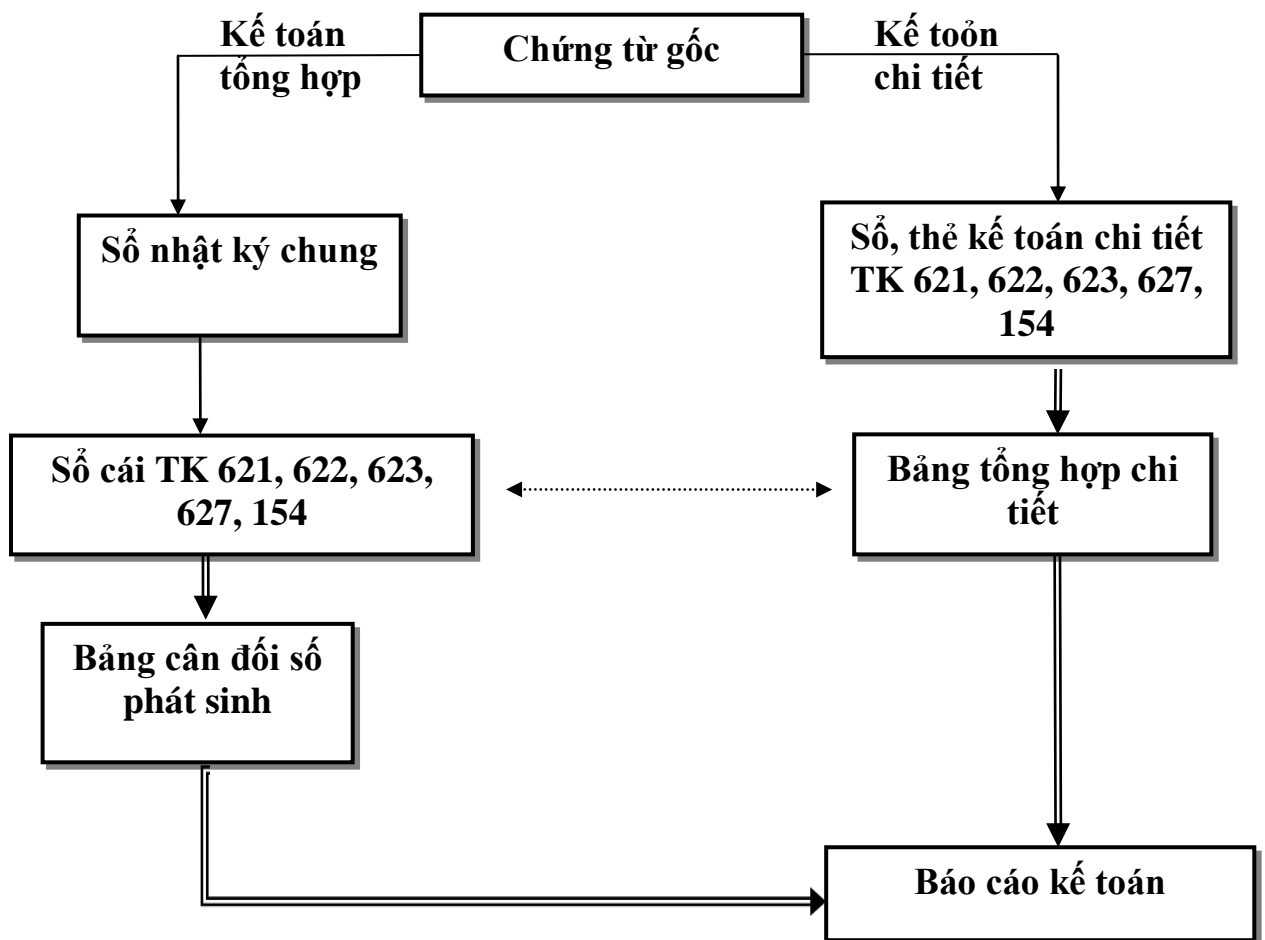 Kế toán
tổng hợp
Chứng từ gốc
Kế toỏn
chi tiết
Sổ nhật ký chung
Sổ, thẻ kế toán chi tiết
TK 621, 622, 623, 627,
154
Sổ cái TK 621, 622, 623,
627, 154
Bảng tổng hợp chi
tiết
Bảng cân đối số
phát sinh
Báo cáo kế toán